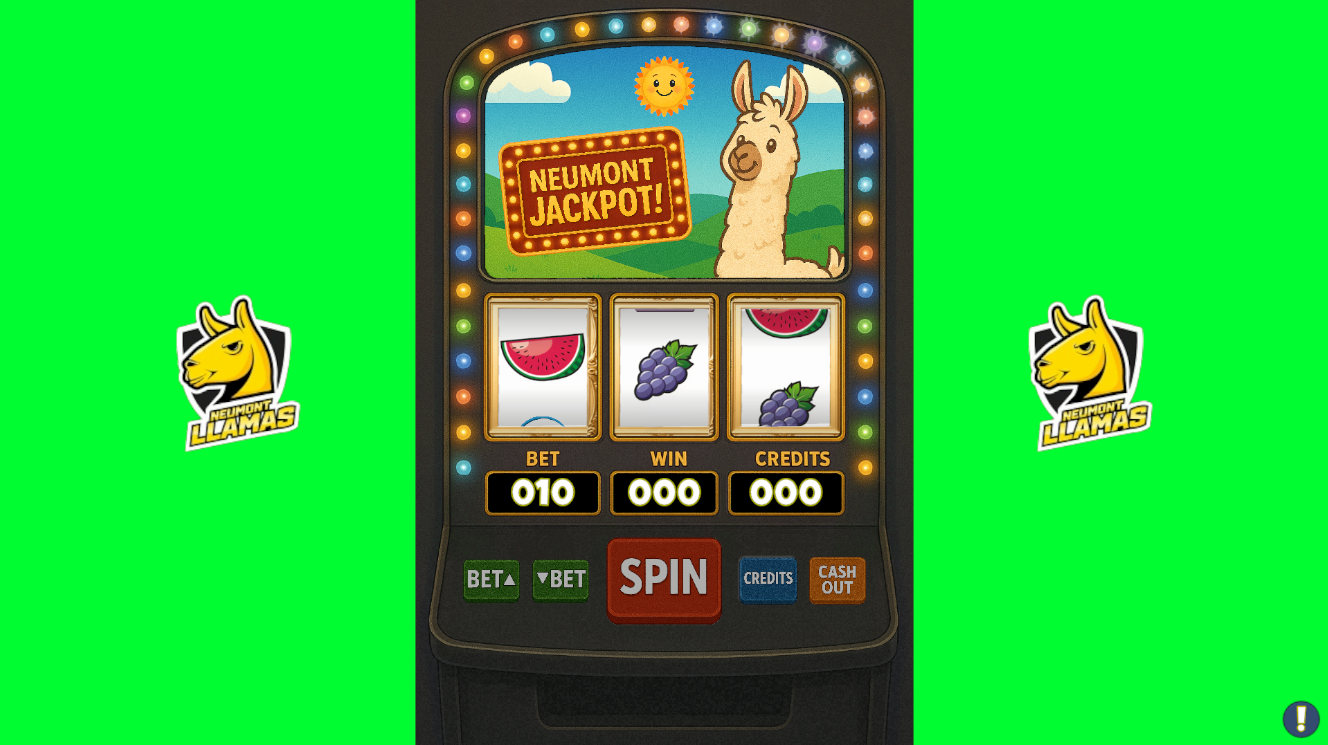 NEUMONT
JACKPOT!
NEUMONT
LLAMAS
NEUMONT
LLAMAS
BET
WIN
CREDITS
010
000
000
BET▲
▼BET
SPIN
CREDITS
CASH
OUT
!